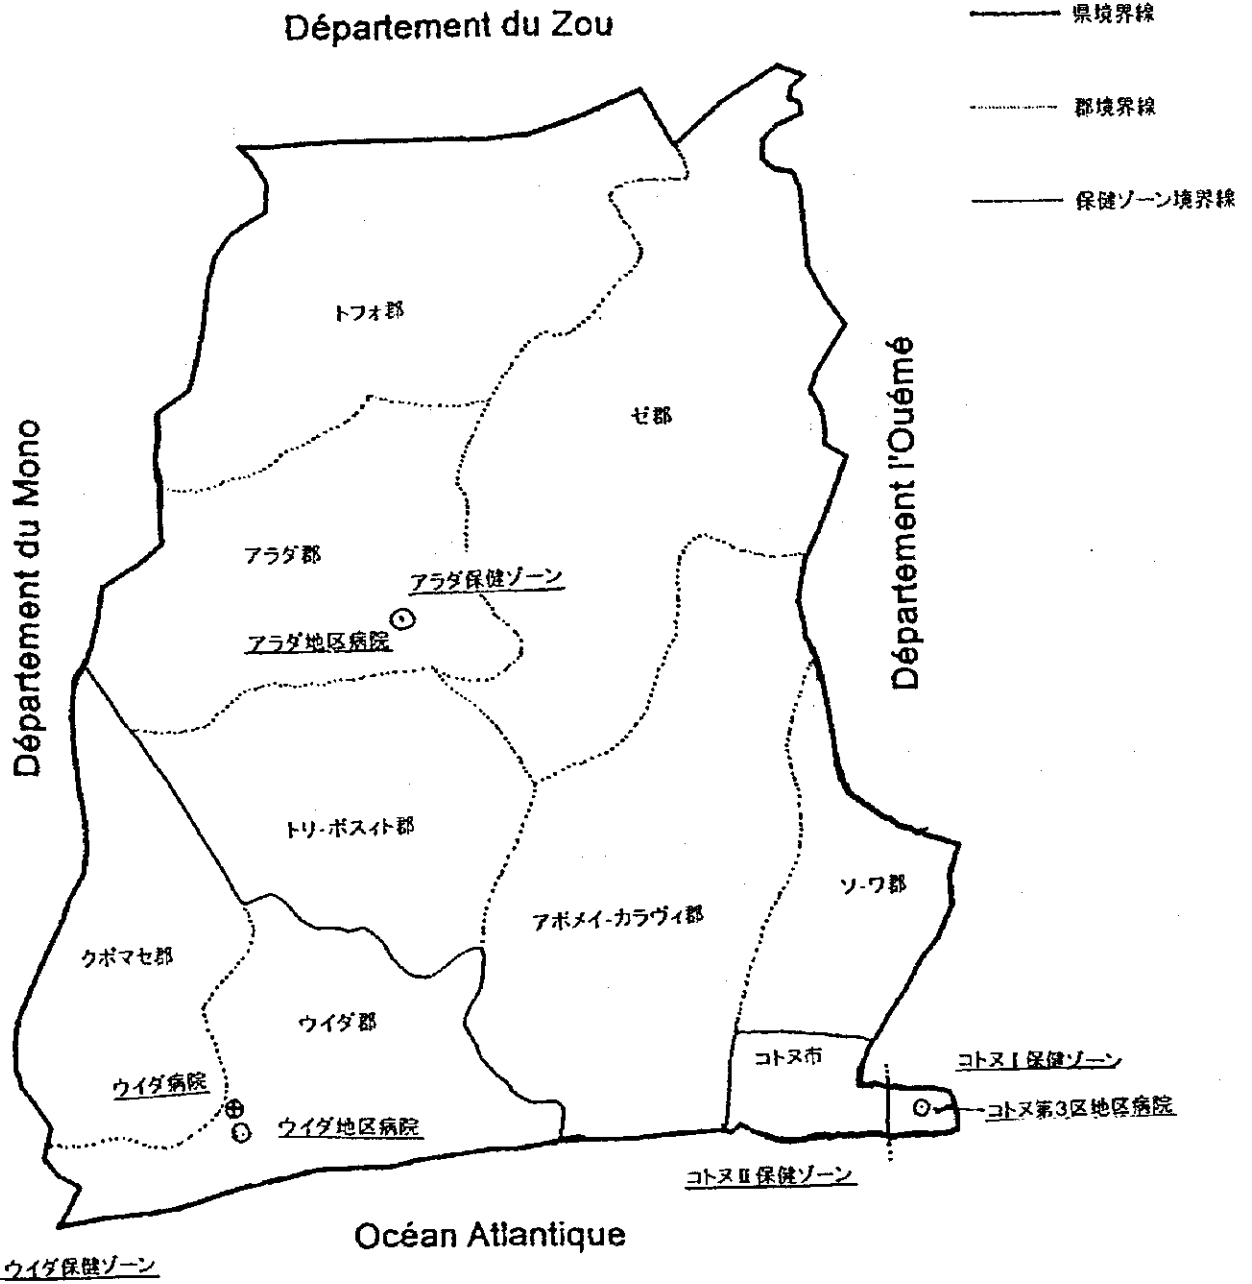 Département du Zou
県境界線
郡境界線
保健ゾーン境界線
トフォ郡
ゼ郡
Département du Mono
Département l'Ouémé
アラダ郡
アラダ保健ゾーン
アラダ地区病院
トリ-ボスィト郡
ソ-ワ郡
アボメイ-カラヴィ郡
クポマセ郡
ウイダ郡
コトヌ市
コトヌⅠ保健ゾーン
ウイダ病院
コトヌ第3区地区病院
ウイダ地区病院
コトヌⅡ保健ゾーン
Océan Atlantique
ウイダ保健ゾーン